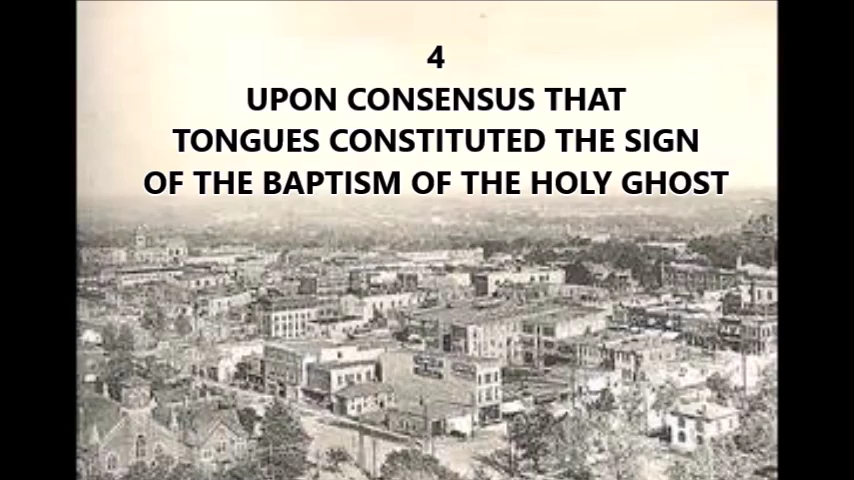 4
UPON CONSENSUS THAT
TONGUES CONSTITUTED THE SIGN
OF THE BAPTISM OF THE HOLY GHOST